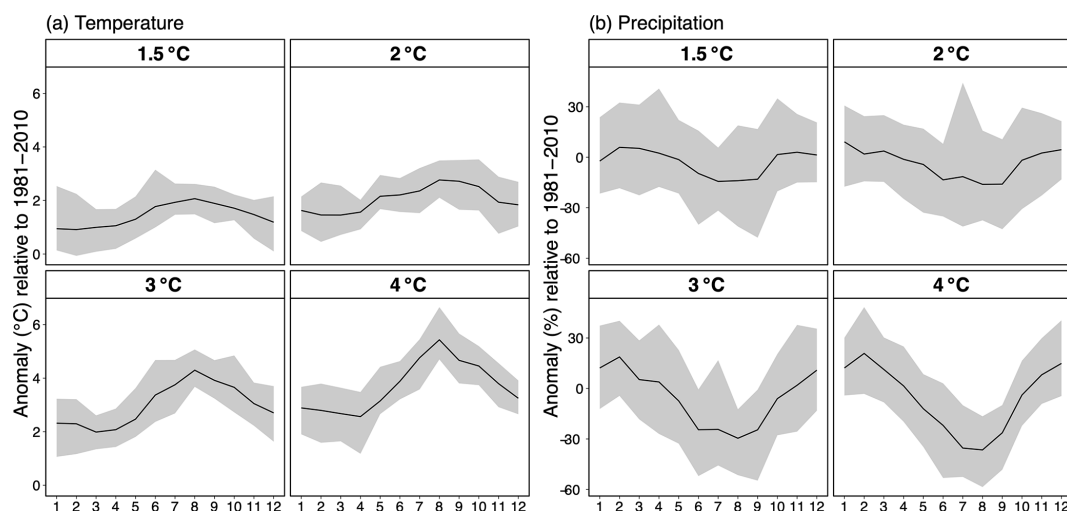 (a) Temperature
1.5 °C
2 °C
Anomaly (°C) relative to 1981−2010
6
4
2
0
3 °C
4 °C
6
4
2
0
1 2 3 4 5 6 7 8 9 10 11 12
1 2 3 4 5 6 7 8 9 10 11 12
(b) Precipitation
1.5 °C
2 °C
Anomaly (%) relative to 1981−2010
30
0
-30
-60
3 °C
4 °C
30
0
-30
-60
1 2 3 4 5 6 7 8 9 10 11 12
1 2 3 4 5 6 7 8 9 10 11 12